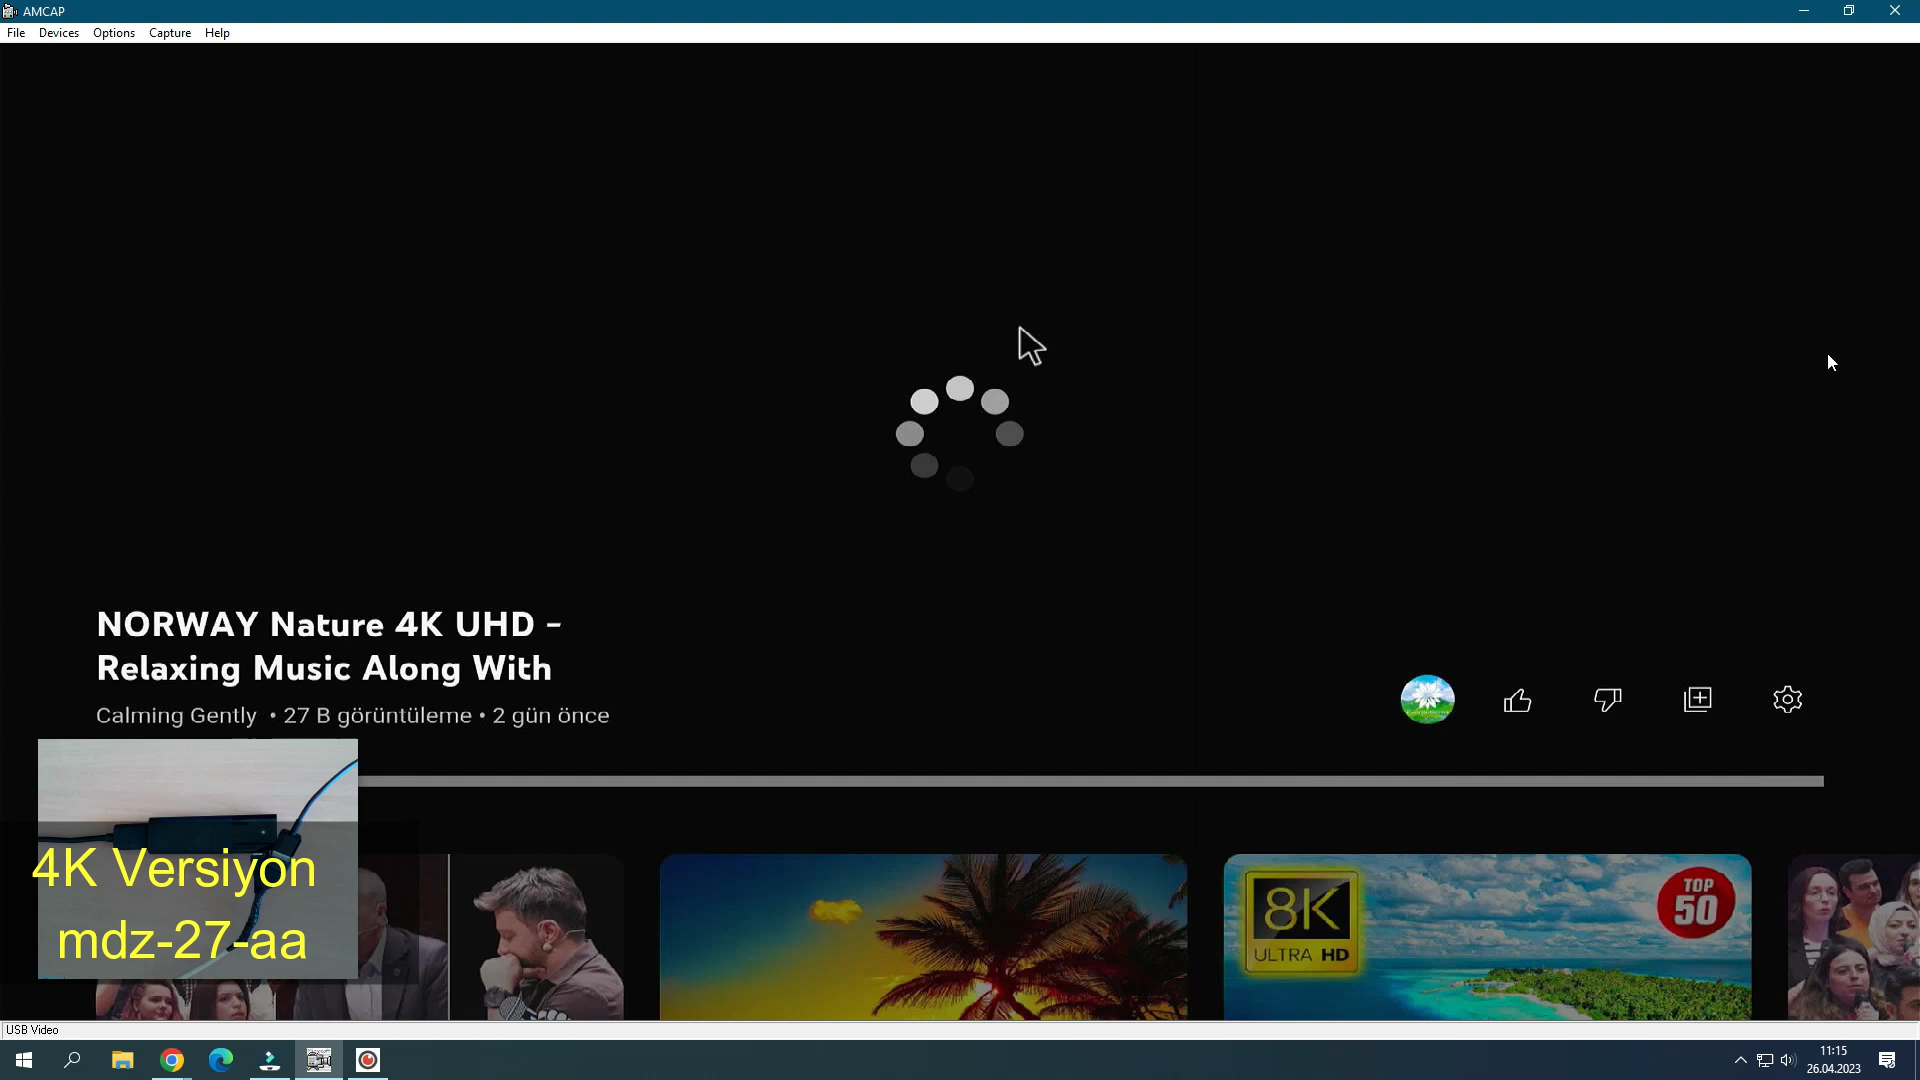 AMCAP
File Devices Options Capture Help
NORWAY Nature 4K UHD –
Relaxing Music Along With
Calming Gently • 27 B görüntüleme • 2 gün önce
4K Versiyon
mdz-27-aa
8K
ULTRA HD
TOP
50
USB Video
11:15
26.04.2023